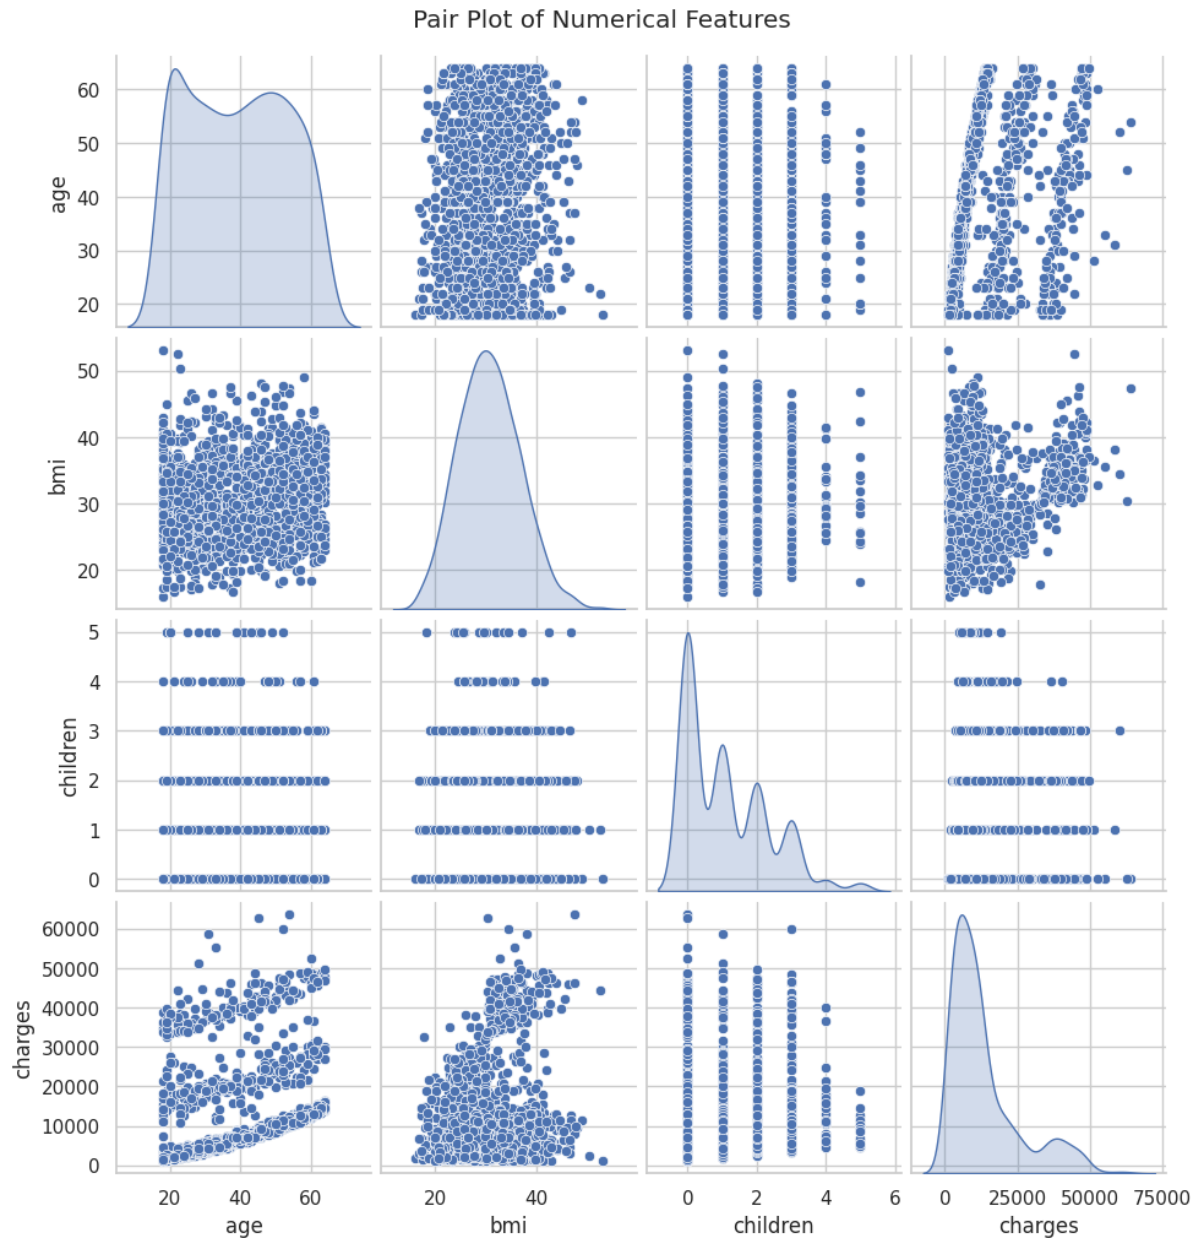 Pair Plot of Numerical Features
age
60
50
40
30
20
bmi
50
40
30
20
children
5
4
3
2
1
0
charges
60000
50000
40000
30000
20000
10000
0
20 40 60
20 40
0 2 4 6
0 25000 50000 75000
age bmi children charges